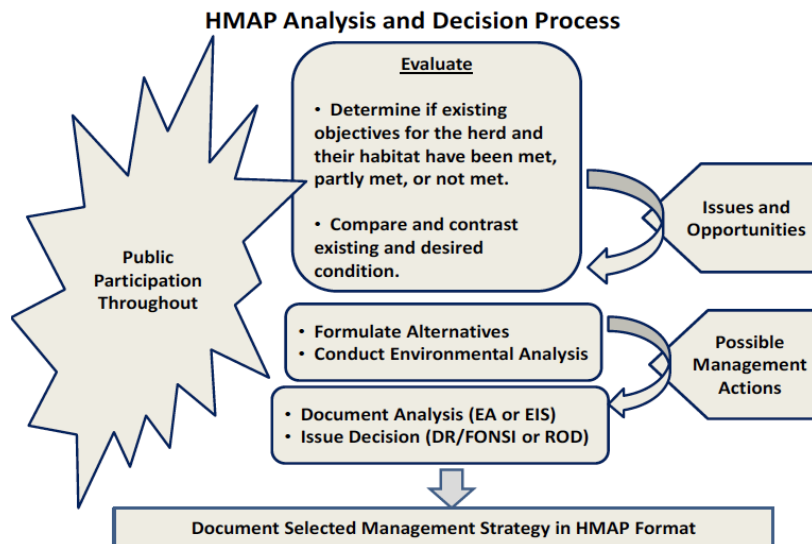 HMAP Analysis and Decision Process
Evaluate
• Determine if existing
objectives for the herd and
their habitat have been met,
partly met, or not met.
• Compare and contrast
existing and desired
condition.
Public
Participation
Throughout
Issues and
Opportunities
• Formulate Alternatives
• Conduct Environmental Analysis
Possible
Management
Actions
• Document Analysis (EA or EIS)
• Issue Decision (DR/FONSI or ROD)
Document Selected Management Strategy in HMAP Format